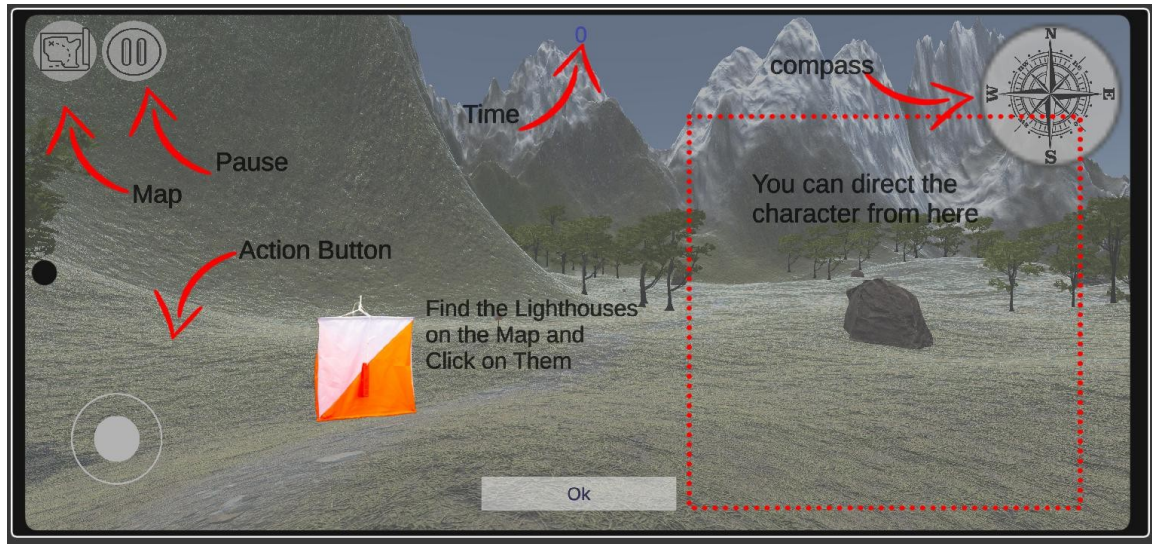 0
N
W
E
S
compass
Time
Pause
Map
You can direct the
character from here
Action Button
Find the Lighthouses
on the Map and
Click on Them
Ok